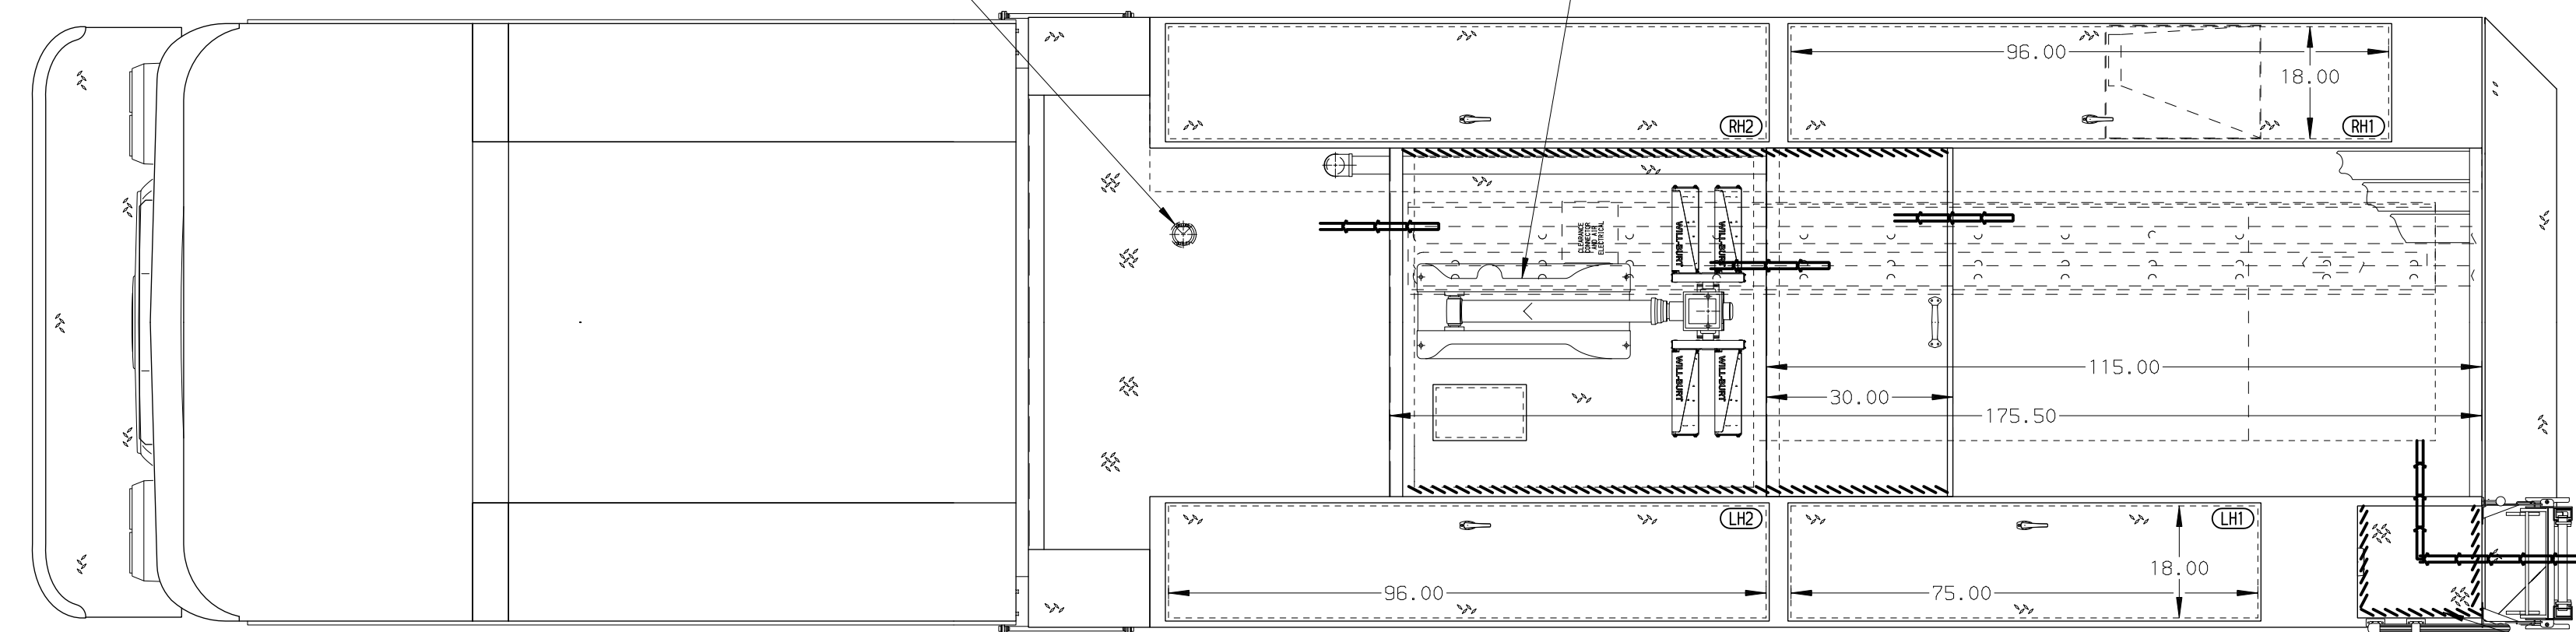 96.00
18.00
RH2
RH1
CLEARANCE
CONNECTOR
AND AIR
ELECTRICAL
WILL-BURT
WILL-BURT
WILL-BURT
WILL-BURT
115.00
30.00
175.50
LH2
LH1
18.00
96.00
75.00